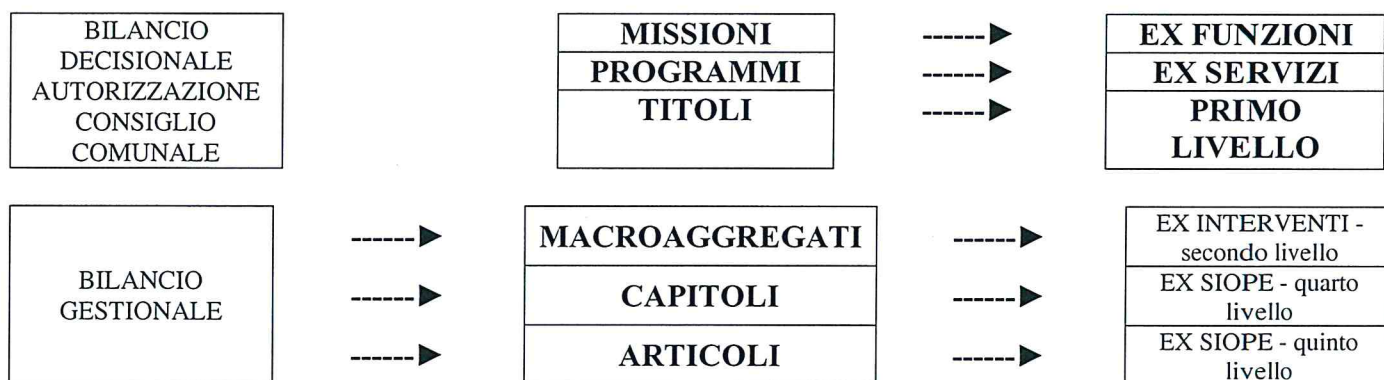 BILANCIO
DECISIONALE
AUTORIZZAZIONE
CONSIGLIO
COMUNALE
MISSIONI
PROGRAMMI
TITOLI
EX FUNZIONI
EX SERVIZI
PRIMO
LIVELLO
BILANCIO
GESTIONALE
MACROAGGREGATI
CAPITOLI
ARTICOLI
EX INTERVENTI -
secondo livello
EX SIOPE - quarto
livello
EX SIOPE - quinto
livello